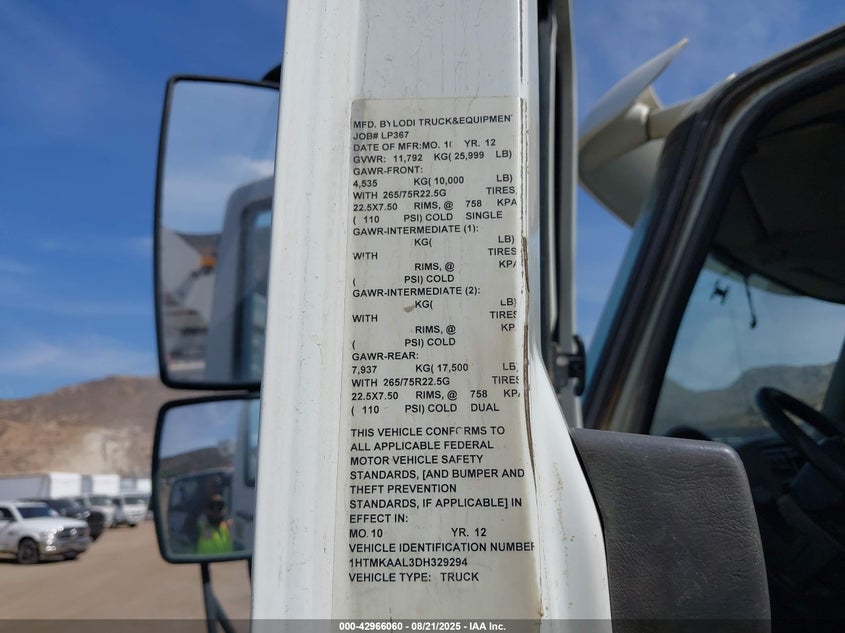 MFD. BY LODI TRUCK&EQUIPMENT
JOB# LP367
DATE OF MFR:MO. 10 YR. 12
GVWR: 11,792 KG( 25,999 LB)
GAWR-FRONT:
4,535 KG( 10,000 LB)
WITH 265/75R22.5G TIRES,
22.5X7.50 RIMS, @ 758 KPA
( 110 PSI) COLD SINGLE
GAWR-INTERMEDIATE (1):
KG( LB)
WITH TIRES
RIMS, @ KPA
( PSI) COLD
GAWR-INTERMEDIATE (2):
KG( LB)
WITH TIRES
RIMS, @ KP
( PSI) COLD
GAWR-REAR:
7,937 KG( 17,500 LB)
WITH 265/75R22.5G TIRES
22.5X7.50 RIMS, @ 758 KPA
( 110 PSI) COLD DUAL
THIS VEHICLE CONFORMS TO
ALL APPLICABLE FEDERAL
MOTOR VEHICLE SAFETY
STANDARDS, [AND BUMPER AND
THEFT PREVENTION
STANDARDS, IF APPLICABLE] IN
EFFECT IN:
MO. 10 YR. 12
VEHICLE IDENTIFICATION NUMBER
1HTMKAAL3DH329294
VEHICLE TYPE: TRUCK
000-42966060 - 08/21/2025 - IAA Inc.